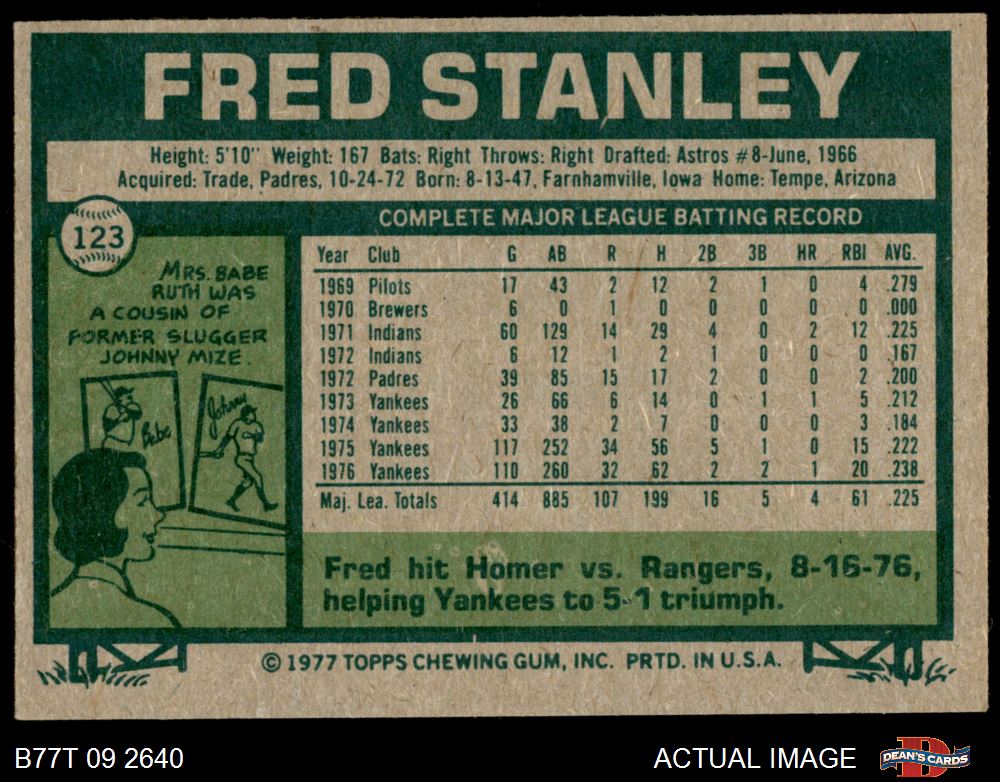 FRED STANLEY
Height: 5'10" Weight: 167 Bats: Right Throws: Right Drafted: Astros #8-June, 1966
Acquired: Trade, Padres, 10-24-72 Born: 8-13-47, Farnhamville, Iowa Home: Tempe, Arizona
123
MRS. BABE
RUTH WAS
A COUSIN OF
FORMER SLUGGER
JOHNNY MIZE.
Babe
Johnny
COMPLETE MAJOR LEAGUE BATTING RECORD
Year Club G AB R H 2B 3B HR RBI AVG.
1969 Pilots 17 43 2 12 2 1 0 4 .279
1970 Brewers 6 0 1 0 0 0 0 0 .000
1971 Indians 60 129 14 29 4 0 2 12 .225
1972 Indians 6 12 1 2 1 0 0 0 .167
1972 Padres 39 85 15 17 2 0 0 2 .200
1973 Yankees 26 66 6 14 0 1 1 5 .212
1974 Yankees 33 38 2 7 0 0 0 3 .184
1975 Yankees 117 252 34 56 5 1 0 15 .222
1976 Yankees 110 260 32 62 2 2 1 20 .238
Maj. Lea. Totals 414 885 107 199 16 5 4 61 .225
Fred hit Homer vs. Rangers, 8-16-76,
helping Yankees to 5-1 triumph.
© 1977 TOPPS CHEWING GUM, INC. PRTD. IN U.S.A.
B77T 09 2640
ACTUAL IMAGE
D
DEAN'S CARDS